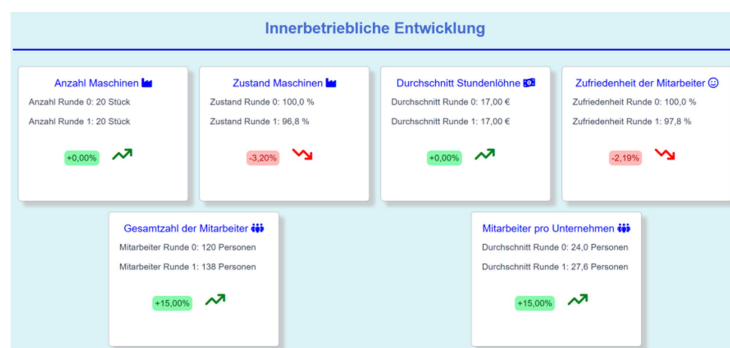 Innerbetriebliche Entwicklung
Anzahl Maschinen
Anzahl Runde 0: 20 Stück
Anzahl Runde 1: 20 Stück
+0,00%
Zustand Maschinen
Zustand Runde 0: 100,0 %
Zustand Runde 1: 96,8 %
-3,20%
Durchschnitt Stundenlöhne
Durchschnitt Runde 0: 17,00 €
Durchschnitt Runde 1: 17,00 €
+0,00%
Zufriedenheit der Mitarbeiter
Zufriedenheit Runde 0: 100,0 %
Zufriedenheit Runde 1: 97,8 %
-2,19%
Gesamtzahl der Mitarbeiter
Mitarbeiter Runde 0: 120 Personen
Mitarbeiter Runde 1: 138 Personen
+15,00%
Mitarbeiter pro Unternehmen
Durchschnitt Runde 0: 24,0 Personen
Durchschnitt Runde 1: 27,6 Personen
+15,00%